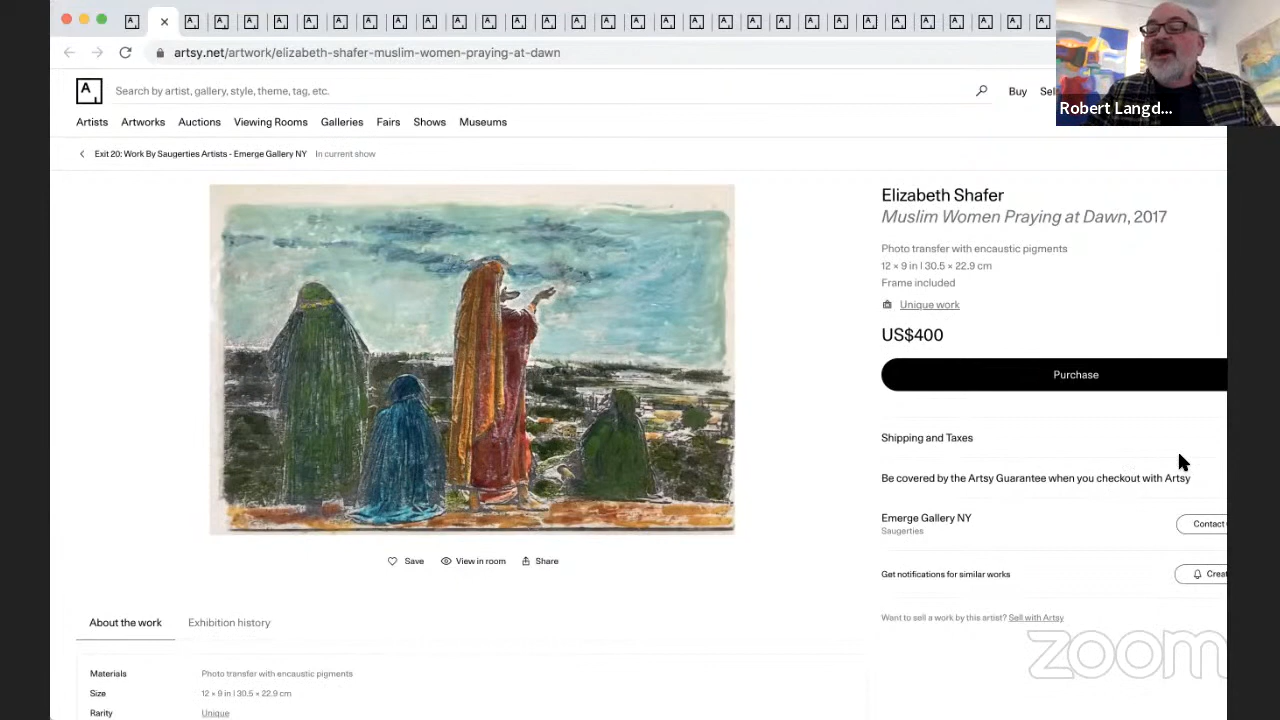 artsy.net/artwork/elizabeth-shafer-muslim-women-praying-at-dawn
Robert Langd...
A
Search by artist, gallery, style, theme, tag, etc.
Buy Sel
Artists Artworks Auctions Viewing Rooms Galleries Fairs Shows Museums
Exit 20: Work By Saugerties Artists - Emerge Gallery NY In current show
Elizabeth Shafer
Muslim Women Praying at Dawn, 2017
Photo transfer with encaustic pigments
12 × 9 in | 30.5 × 22.9 cm
Frame included
Unique work
US$400
Purchase
Shipping and Taxes
Be covered by the Artsy Guarantee when you checkout with Artsy
Emerge Gallery NY
Saugerties
Contact
Save View in room Share
Get notifications for similar works
Creat
Want to sell a work by this artist? Sell with Artsy
About the work Exhibition history
zoom
Materials Photo transfer with encaustic pigments
Size 12 × 9 in | 30.5 × 22.9 cm
Rarity Unique